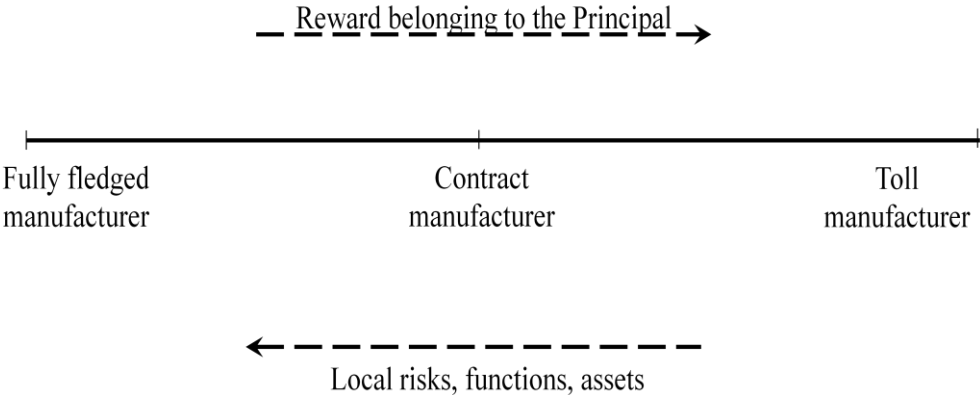 Reward belonging to the Principal
Fully fledged
manufacturer
Contract
manufacturer
Toll
manufacturer
Local risks, functions, assets